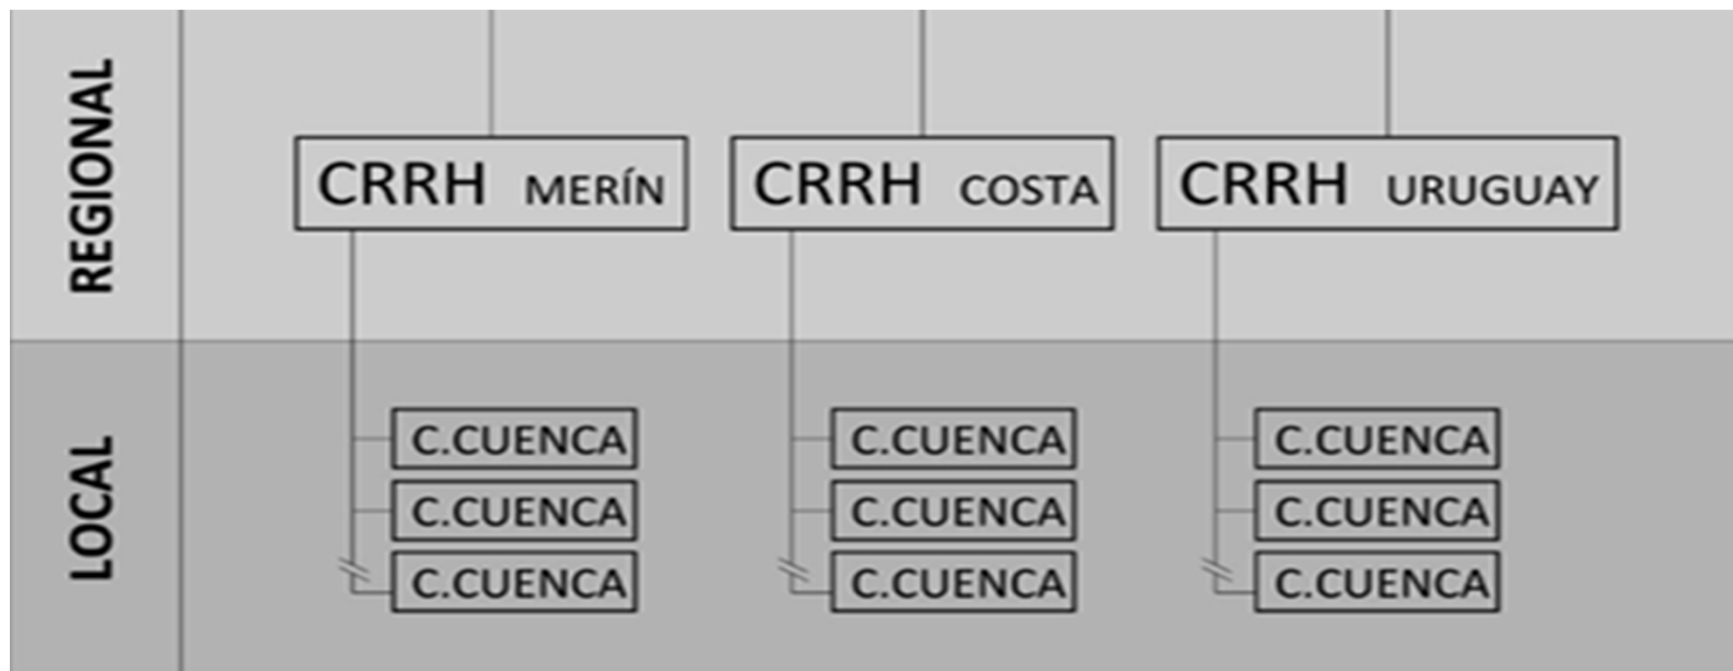 REGIONAL
CRRH MERÍN
CRRH COSTA
CRRH URUGUAY
LOCAL
C.CUENCA
C.CUENCA
C.CUENCA
C.CUENCA
C.CUENCA
C.CUENCA
C.CUENCA
C.CUENCA
C.CUENCA